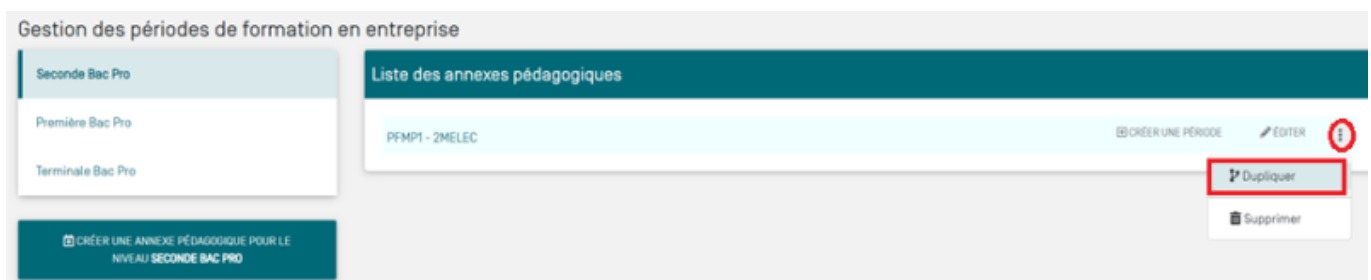 Gestion des périodes de formation en entreprise
Seconde Bac Pro
Première Bac Pro
Terminale Bac Pro
CRÉER UNE ANNEXE PÉDAGOGIQUE POUR LE
NIVEAU SECONDE BAC PRO
Liste des annexes pédagogiques
PFMP1 - 2MELEC
CRÉER UNE PÉRIODE
ÉDITER
Dupliquer
Supprimer